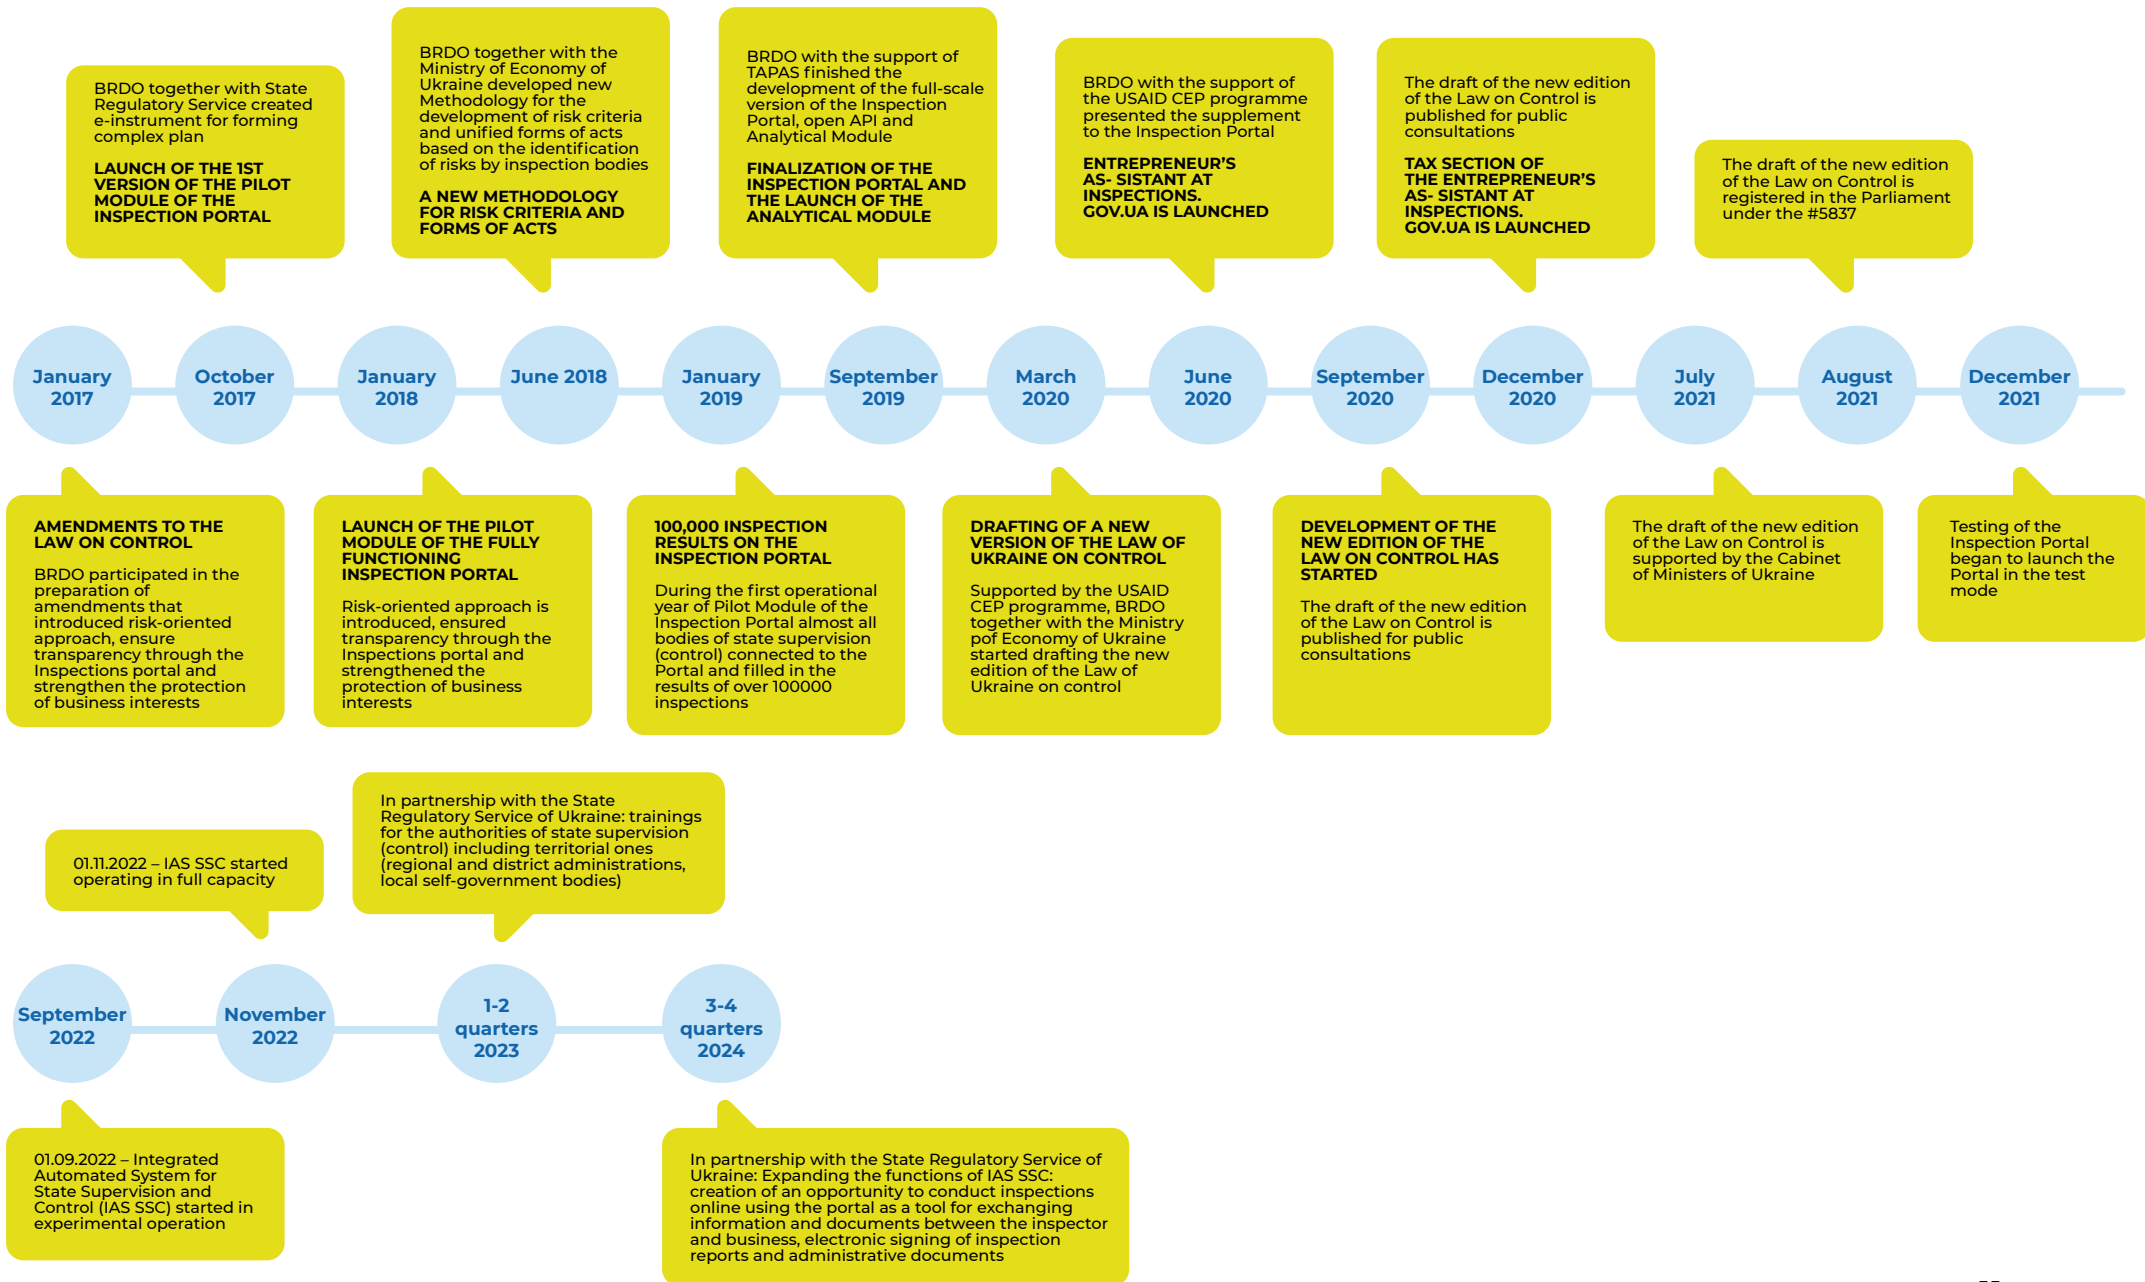 BRDO together with State
Regulatory Service created
e-instrument for forming
complex plan
LAUNCH OF THE 1ST
VERSION OF THE PILOT
MODULE OF THE
INSPECTION PORTAL
BRDO together with the
Ministry of Economy of
Ukraine developed new
Methodology for the
development of risk criteria
and unified forms of acts
based on the identification
of risks by inspection bodies
A NEW METHODOLOGY
FOR RISK CRITERIA AND
FORMS OF ACTS
BRDO with the support of
TAPAS finished the
development of the full-scale
version of the Inspection
Portal, open API and
Analytical Module
FINALIZATION OF THE
INSPECTION PORTAL AND
THE LAUNCH OF THE
ANALYTICAL MODULE
BRDO with the support of
the USAID CEP programme
presented the supplement
to the Inspection Portal
ENTREPRENEUR’S
AS- SISTANT AT
INSPECTIONS.
GOV.UA IS LAUNCHED
The draft of the new edition
of the Law on Control is
published for public
consultations
TAX SECTION OF
THE ENTREPRENEUR’S
AS- SISTANT AT
INSPECTIONS.
GOV.UA IS LAUNCHED
The draft of the new edition
of the Law on Control is
registered in the Parliament
under the #5837
January
2017
October
2017
January
2018
June 2018
January
2019
September
2019
March
2020
June
2020
September
2020
December
2020
July
2021
August
2021
December
2021
AMENDMENTS TO THE
LAW ON CONTROL
BRDO participated in the
preparation of
amendments that
introduced risk-oriented
approach, ensure
transparency through the
Inspections portal and
strengthen the protection
of business interests
LAUNCH OF THE PILOT
MODULE OF THE FULLY
FUNCTIONING
INSPECTION PORTAL
Risk-oriented approach is
introduced, ensured
transparency through the
Inspections portal and
strengthened the
protection of business
interests
100,000 INSPECTION
RESULTS ON THE
INSPECTION PORTAL
During the first operational
year of Pilot Module of the
Inspection Portal almost all
bodies of state supervision
(control) connected to the
Portal and filled in the
results of over 100000
inspections
DRAFTING OF A NEW
VERSION OF THE LAW OF
UKRAINE ON CONTROL
Supported by the USAID
CEP programme, BRDO
together with the Ministry
pof Economy of Ukraine
started drafting the new
edition of the Law of
Ukraine on control
DEVELOPMENT OF THE
NEW EDITION OF THE
LAW ON CONTROL HAS
STARTED
The draft of the new edition
of the Law on Control is
published for public
consultations
The draft of the new edition
of the Law on Control is
supported by the Cabinet
of Ministers of Ukraine
Testing of the
Inspection Portal
began to launch the
Portal in the test
mode
01.11.2022 – IAS SSC started
operating in full capacity
In partnership with the State
Regulatory Service of Ukraine: trainings
for the authorities of state supervision
(control) including territorial ones
(regional and district administrations,
local self-government bodies)
September
2022
November
2022
1-2
quarters
2023
3-4
quarters
2024
01.09.2022 – Integrated
Automated System for
State Supervision and
Control (IAS SSC) started in
experimental operation
In partnership with the State Regulatory Service of
Ukraine: Expanding the functions of IAS SSC:
creation of an opportunity to conduct inspections
online using the portal as a tool for exchanging
information and documents between the inspector
and business, electronic signing of inspection
reports and administrative documents